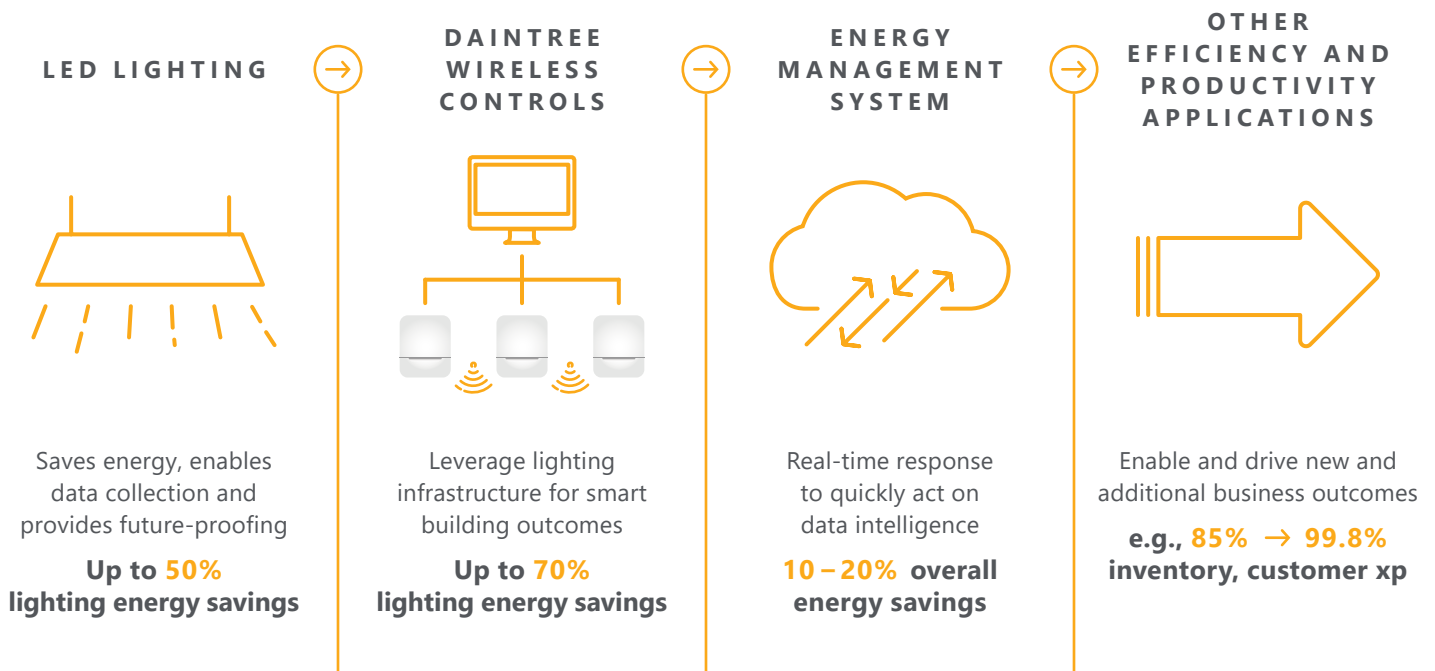 LED LIGHTING
Saves energy, enables
data collection and
provides future-proofing
Up to 50%
lighting energy savings
DAINTREE
WIRELESS
CONTROLS
Leverage lighting
infrastructure for smart
building outcomes
Up to 70%
lighting energy savings
ENERGY
MANAGEMENT
SYSTEM
Real-time response
to quickly act on
data intelligence
10–20% overall
energy savings
OTHER
EFFICIENCY AND
PRODUCTIVITY
APPLICATIONS
Enable and drive new and
additional business outcomes
e.g., 85% → 99.8%
inventory, customer xp